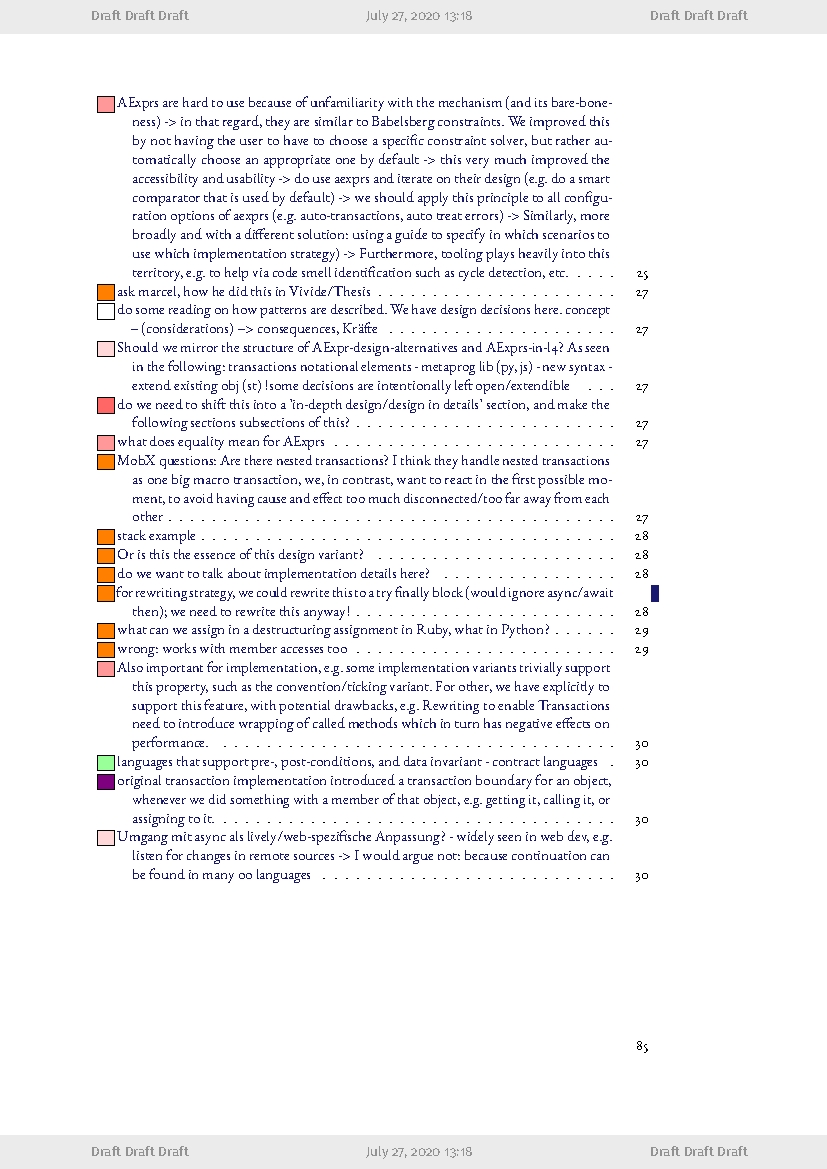 Draft Draft Draft July 27, 2020 13:18 Draft Draft Draft
AExprs are hard to use because of unfamiliarity with the mechanism (and its bare-bone-
ness) -> in that regard, they are similar to Babelsberg constraints. We improved this
by not having the user to have to choose a specific constraint solver, but rather au-
tomatically choose an appropriate one by default -> this very much improved the
accessibility and usability -> do use aexprs and iterate on their design (e.g. do a smart
comparator that is used by default) -> we should apply this principle to all configu-
ration options of aexprs (e.g. auto-transactions, auto treat errors) -> Similarly, more
broadly and with a different solution: using a guide to specify in which scenarios to
use which implementation strategy) -> Furthermore, tooling plays heavily into this
territory, e.g. to help via code smell identification such as cycle detection, etc. . . . . . 25
ask marcel, how he did this in Vivide/Thesis . . . . . . . . . . . . . . . . . . . . . . 27
do some reading on how patterns are described. We have design decisions here. concept
– (considerations) –> consequences, Kräfte . . . . . . . . . . . . . . . . . . . . . 27
Should we mirror the structure of AExpr-design-alternatives and AExprs-in-l4? As seen
in the following: transactions notational elements - metaprog lib (py, js) - new syntax -
extend existing obj (st) !some decisions are intentionally left open/extendible . . . 27
do we need to shift this into a 'in-depth design/design in details' section, and make the
following sections subsections of this? . . . . . . . . . . . . . . . . . . . . . . . . 27
what does equality mean for AExprs . . . . . . . . . . . . . . . . . . . . . . . . . . 27
MobX questions: Are there nested transactions? I think they handle nested transactions
as one big macro transaction, we, in contrast, want to react in the first possible mo-
ment, to avoid having cause and effect too much disconnected/too far away from each
other . . . . . . . . . . . . . . . . . . . . . . . . . . . . . . . . . . . . . . . . . 27
stack example . . . . . . . . . . . . . . . . . . . . . . . . . . . . . . . . . . . . . . 28
Or is this the essence of this design variant? . . . . . . . . . . . . . . . . . . . . . . 28
do we want to talk about implementation details here? . . . . . . . . . . . . . . . . 28
for rewriting strategy, we could rewrite this to a try finally block (would ignore async/await
then); we need to rewrite this anyway! . . . . . . . . . . . . . . . . . . . . . . . . 28
what can we assign in a destructuring assignment in Ruby, what in Python? . . . . . . 29
wrong: works with member accesses too . . . . . . . . . . . . . . . . . . . . . . . . 29
Also important for implementation, e.g. some implementation variants trivially support
this property, such as the convention/ticking variant. For other, we have explicitly to
support this feature, with potential drawbacks, e.g. Rewriting to enable Transactions
need to introduce wrapping of called methods which in turn has negative effects on
performance. . . . . . . . . . . . . . . . . . . . . . . . . . . . . . . . . . . . . 30
languages that support pre-, post-conditions, and data invariant - contract languages . 30
original transaction implementation introduced a transaction boundary for an object,
whenever we did something with a member of that object, e.g. getting it, calling it, or
assigning to it. . . . . . . . . . . . . . . . . . . . . . . . . . . . . . . . . . . . . 30
Umgang mit async als lively/web-spezifische Anpassung? - widely seen in web dev, e.g.
listen for changes in remote sources -> I would argue not: because continuation can
be found in many oo languages . . . . . . . . . . . . . . . . . . . . . . . . . . . 30
85
Draft Draft Draft July 27, 2020 13:18 Draft Draft Draft